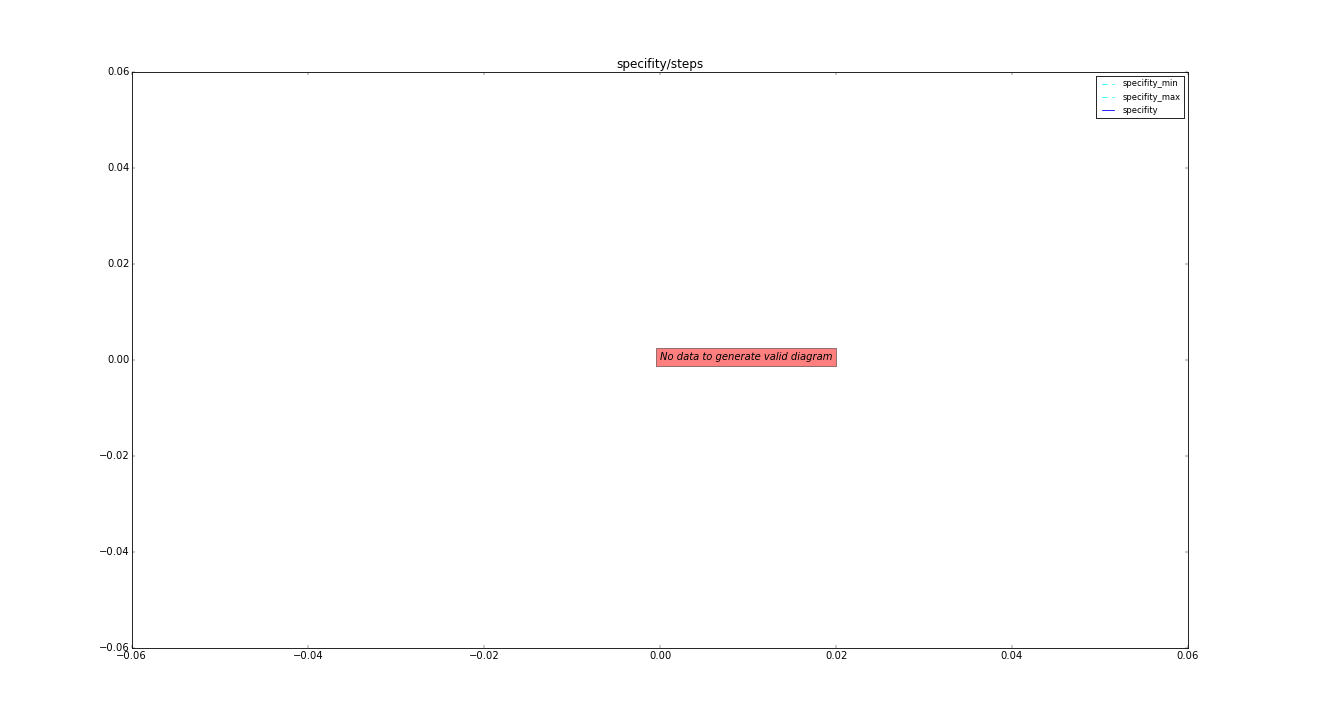 specifity/steps
0.06
specifity_min
specifity_max
specifity
0.04
0.02
0.00
No data to generate valid diagram
−0.02
−0.04
−0.06
−0.06 −0.04 −0.02 0.00 0.02 0.04 0.06